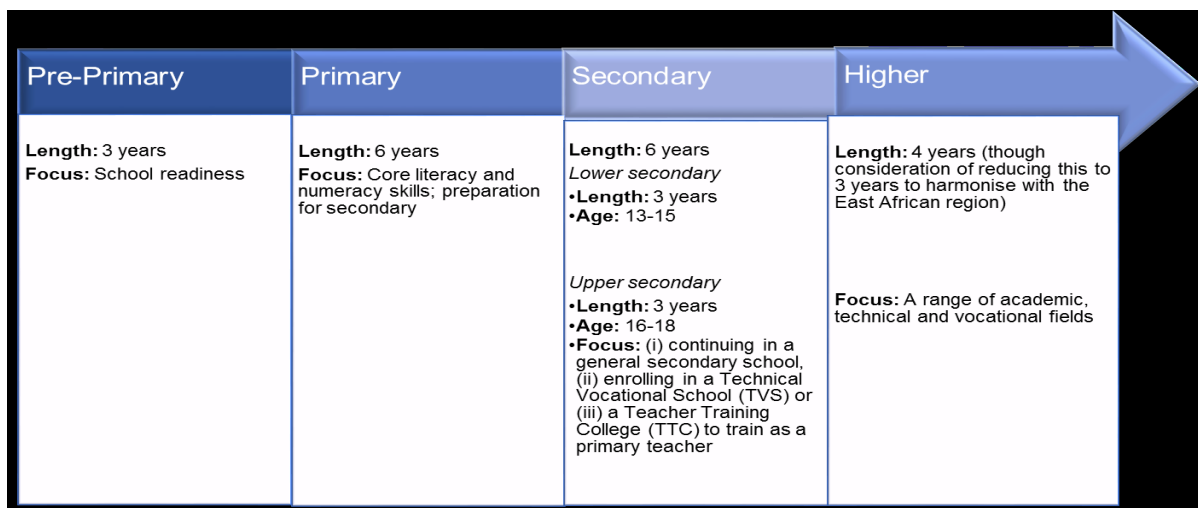 Pre-Primary
Length: 3 years
Focus: School readiness
Primary
Length: 6 years
Focus: Core literacy and
numeracy skills; preparation
for secondary
Secondary
Length: 6 years
Lower secondary
•Length: 3 years
•Age: 13-15
Upper secondary
•Length: 3 years
•Age: 16-18
•Focus: (i) continuing in a
general secondary school,
(ii) enrolling in a Technical
Vocational School (TVS) or
(iii) a Teacher Training
College (TTC) to train as a
primary teacher
Higher
Length: 4 years (though
consideration of reducing this to
3 years to harmonise with the
East African region)
Focus: A range of academic,
technical and vocational fields